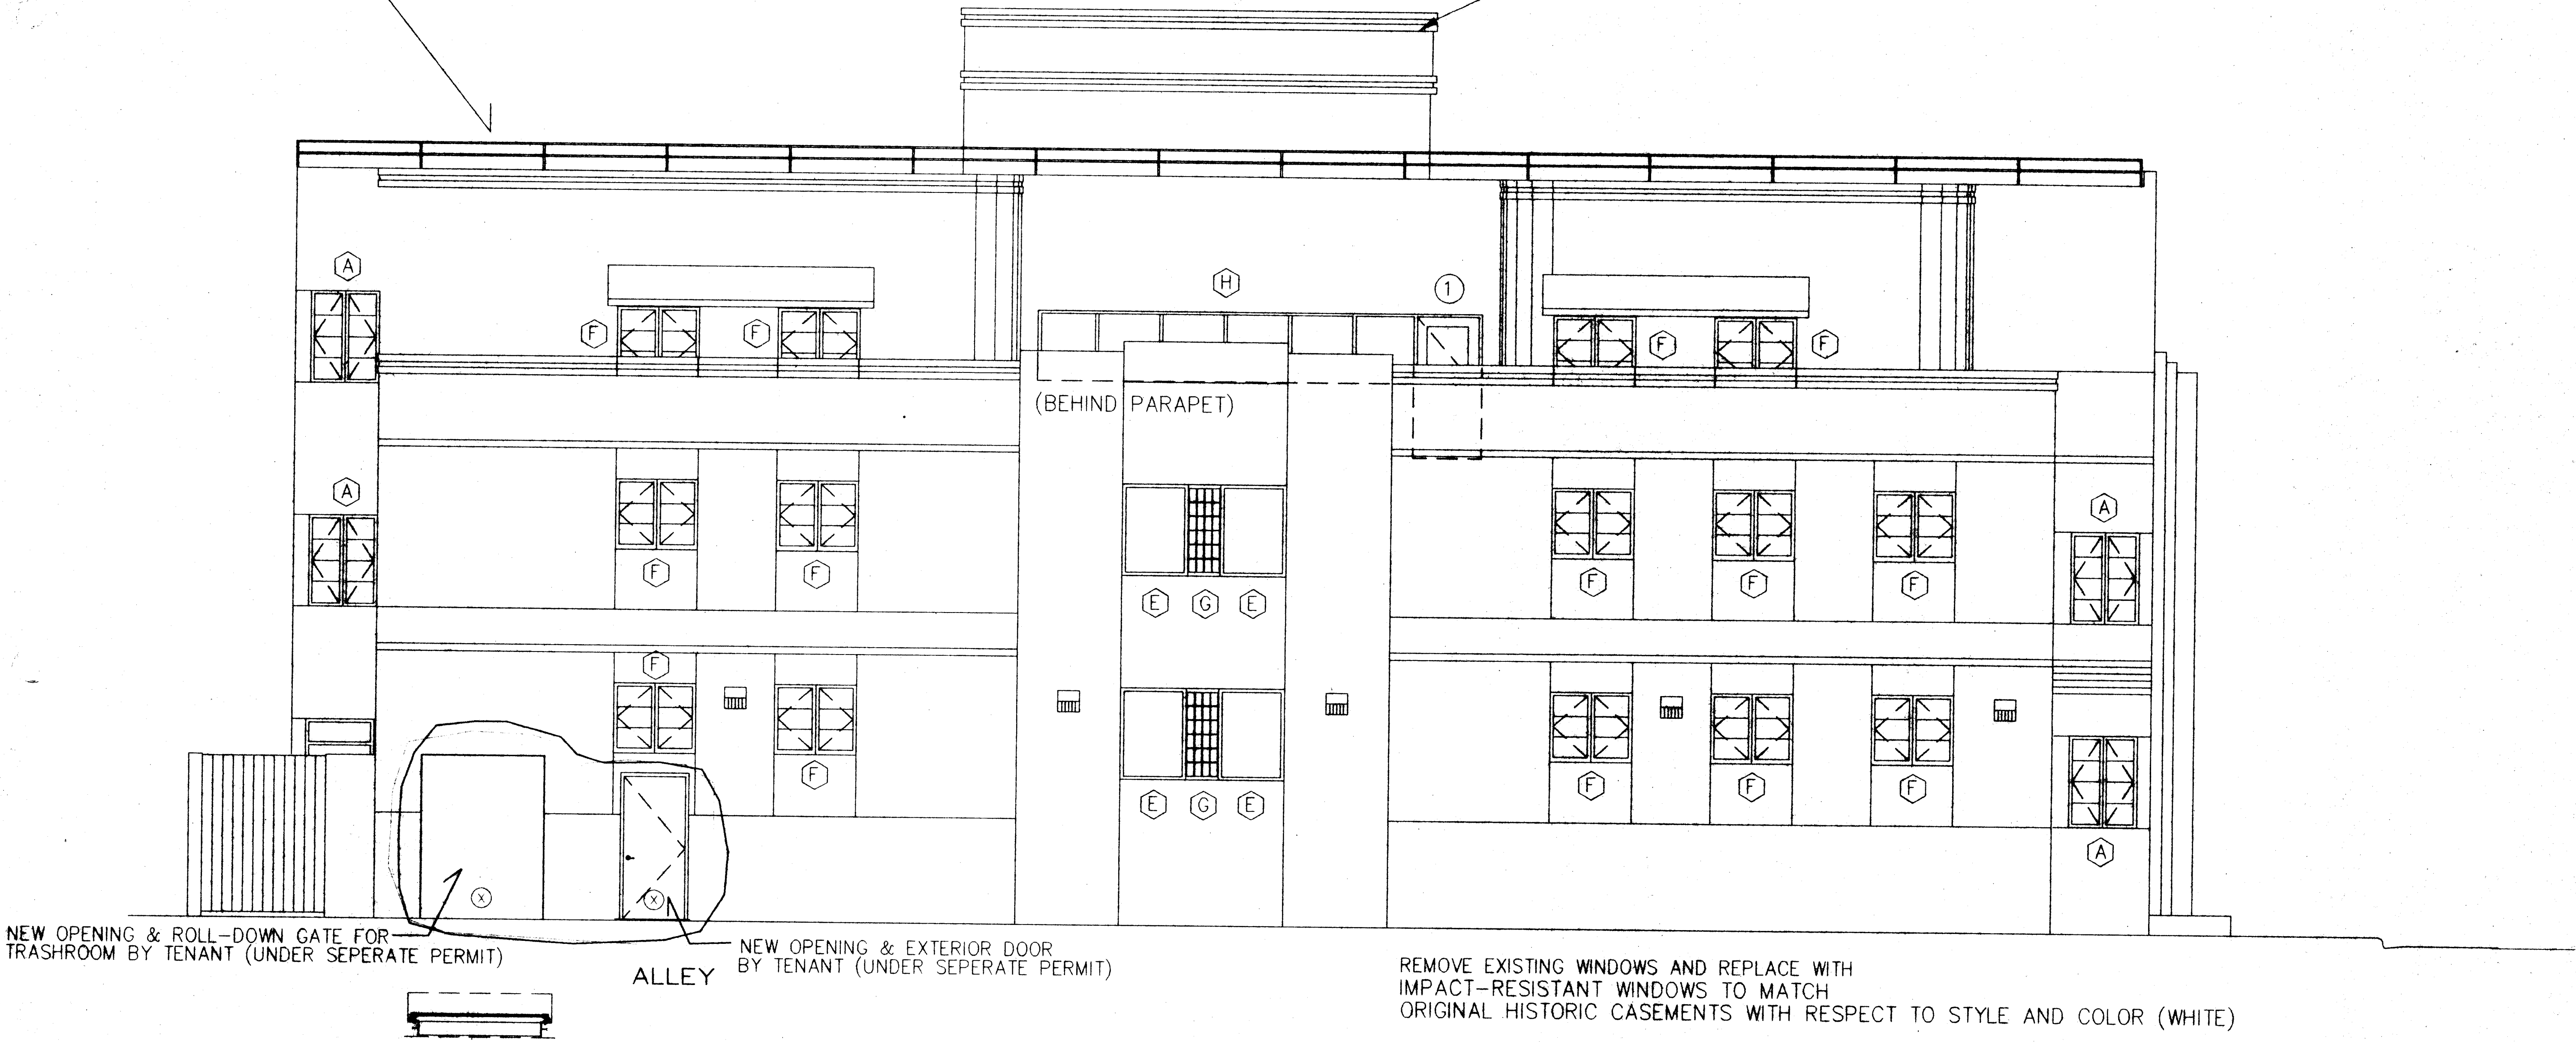 A
H
1
F
F
F
F
(BEHIND PARAPET)
A
A
F
F
F
F
F
E
G
E
F
F
F
F
F
E
G
E
A
X
X
NEW OPENING & ROLL-DOWN GATE FOR
TRASHROOM BY TENANT (UNDER SEPERATE PERMIT)
NEW OPENING & EXTERIOR DOOR
BY TENANT (UNDER SEPERATE PERMIT)
ALLEY
REMOVE EXISTING WINDOWS AND REPLACE WITH
IMPACT-RESISTANT WINDOWS TO MATCH
ORIGINAL HISTORIC CASEMENTS WITH RESPECT TO STYLE AND COLOR (WHITE)